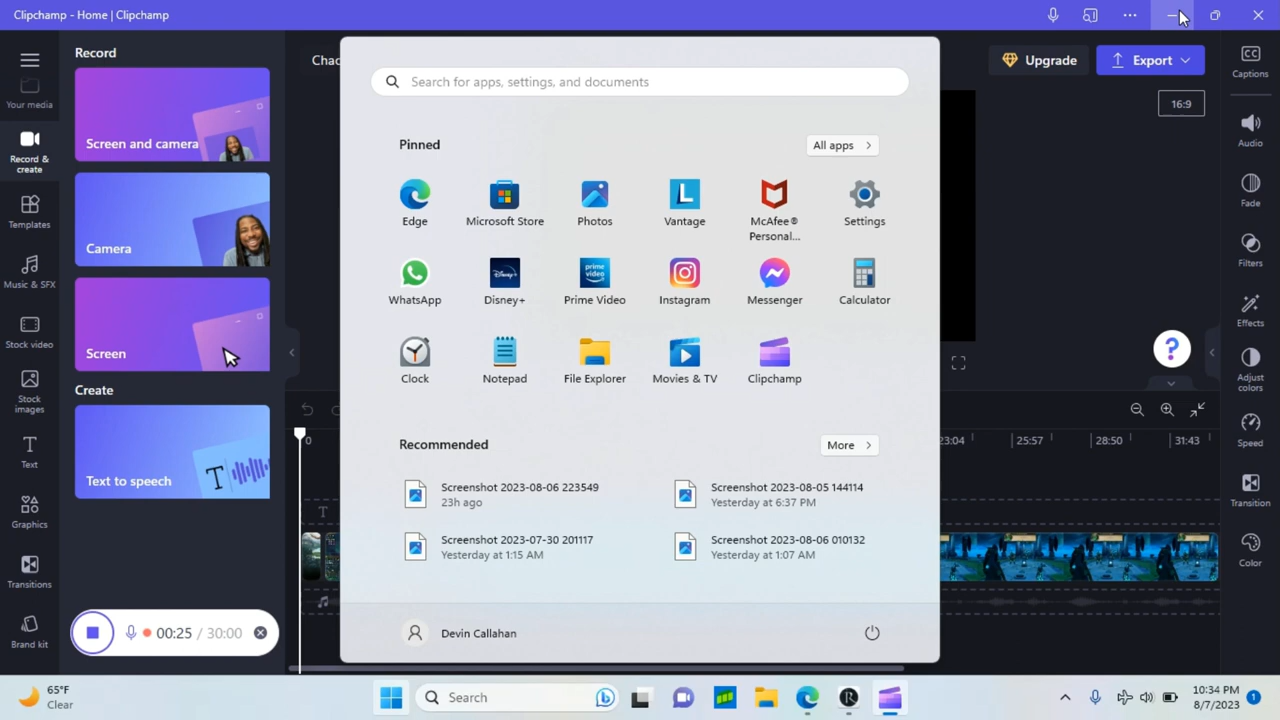 Clipchamp - Home | Clipchamp
Your media
Record & create
Templates
Music & SFX
Stock video
Stock images
Text
Graphics
Transitions
Brand kit
Record
Screen and camera
Camera
Screen
Create
Text to speech
00:25 / 30:00
Chao
Search for apps, settings, and documents
Pinned
All apps
Edge
Microsoft Store
Photos
Vantage
McAfee® Personal...
Settings
WhatsApp
Disney+
Prime Video
Instagram
Messenger
Calculator
Clock
Notepad
File Explorer
Movies & TV
Clipchamp
Recommended
More
Screenshot 2023-08-06 223549
23h ago
Screenshot 2023-08-05 144114
Yesterday at 6:37 PM
Screenshot 2023-07-30 201117
Yesterday at 1:15 AM
Screenshot 2023-08-06 010132
Yesterday at 1:07 AM
Devin Callahan
Upgrade
Export
16:9
?
0
23:04
25:57
28:50
31:43
CC
Captions
Audio
Fade
Filters
Effects
Adjust colors
Speed
Transition
Color
65°F
Clear
Search
10:34 PM
8/7/2023
1